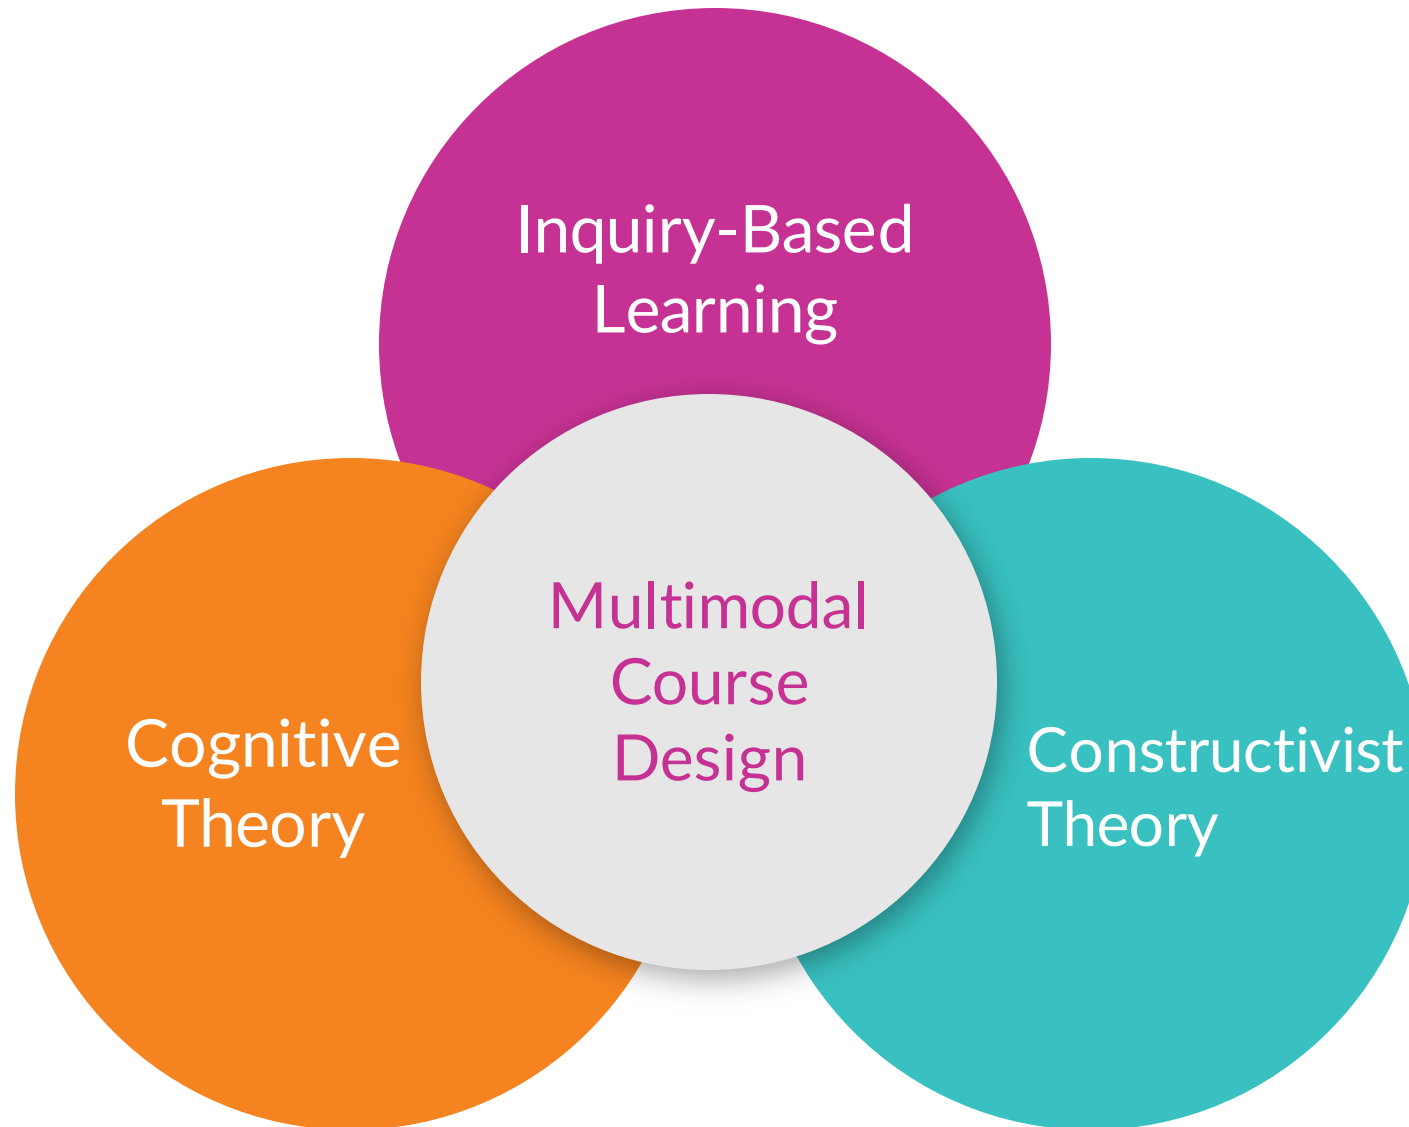 Inquiry-Based
Learning
Multimodal
Course
Design
Cognitive
Theory
Constructivist
Theory